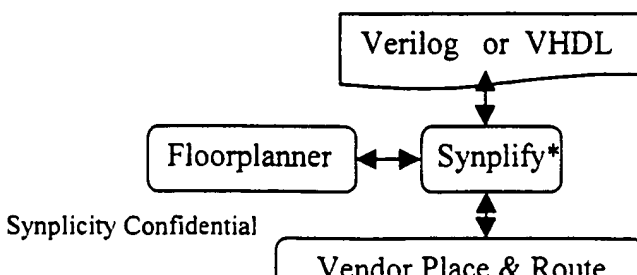 Verilog or VHDL
Floorplanner
Synplify*
Synplicity Confidential
Vendor Place & Route